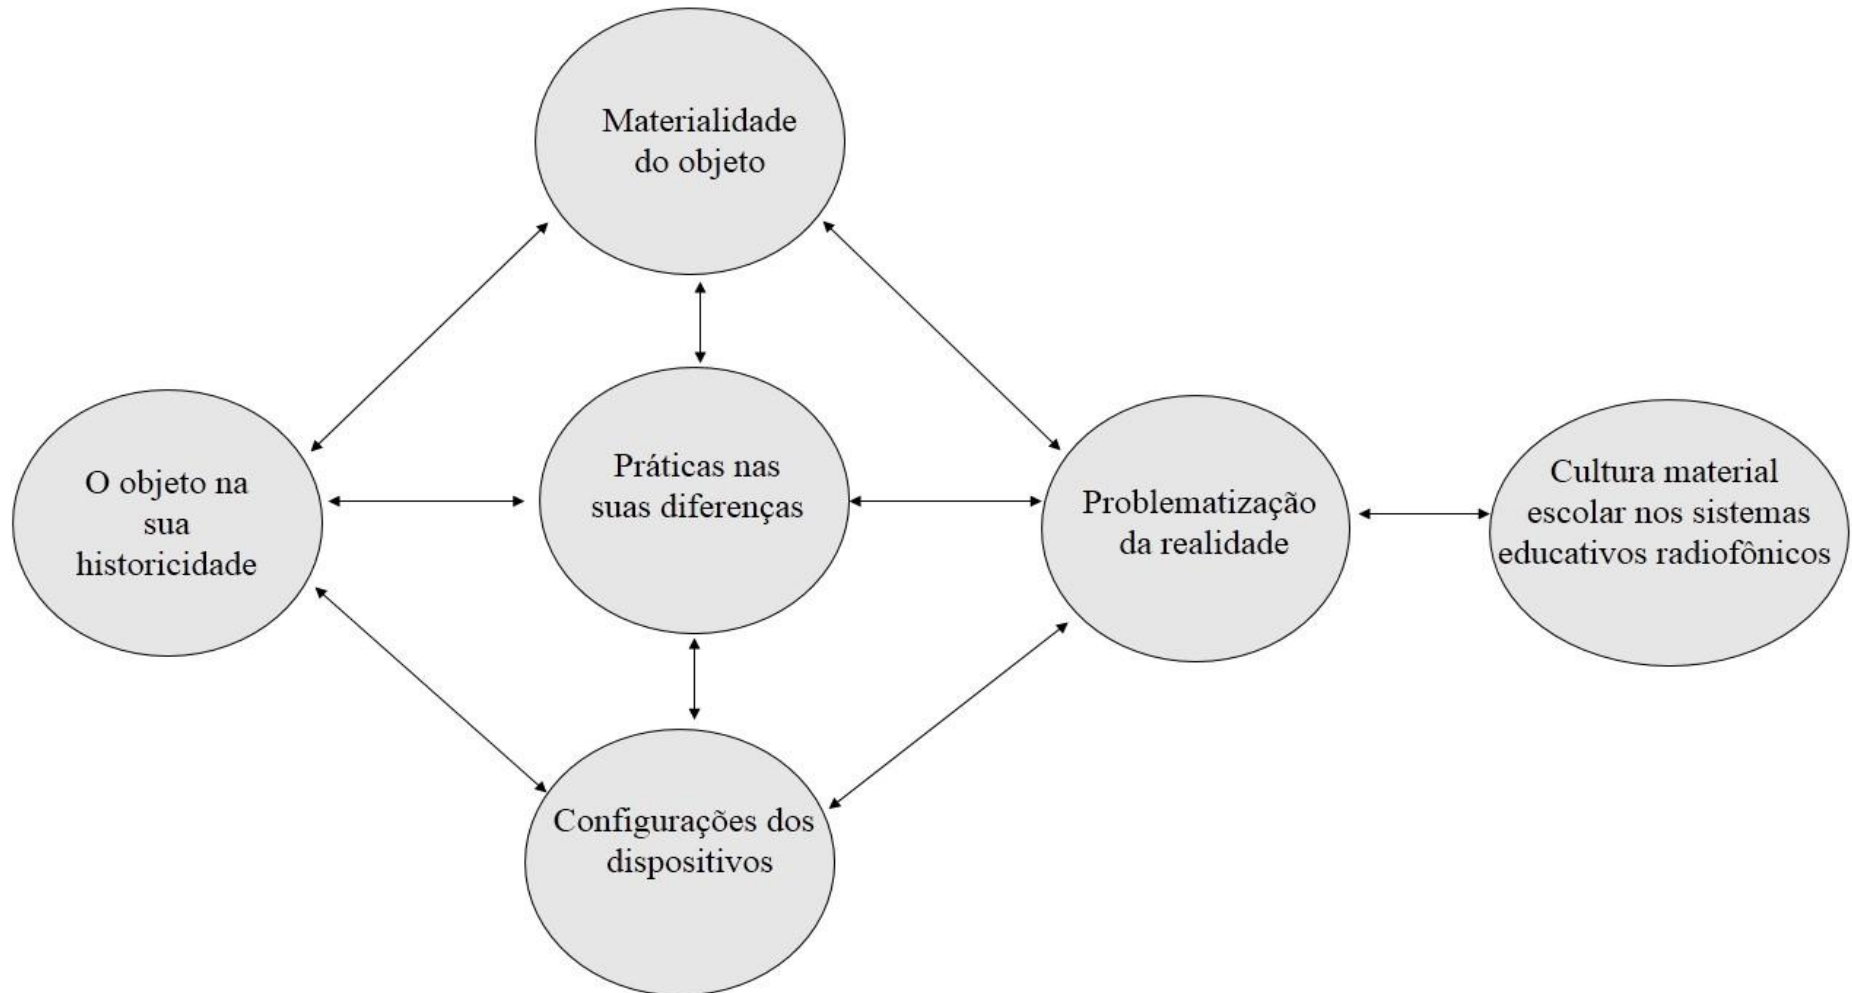 Materialidade
do objeto
O objeto na
sua
historicidade
Práticas nas
suas diferenças
Problematização
da realidade
Cultura material
escolar nos sistemas
educativos radiofônicos
Configurações dos
dispositivos